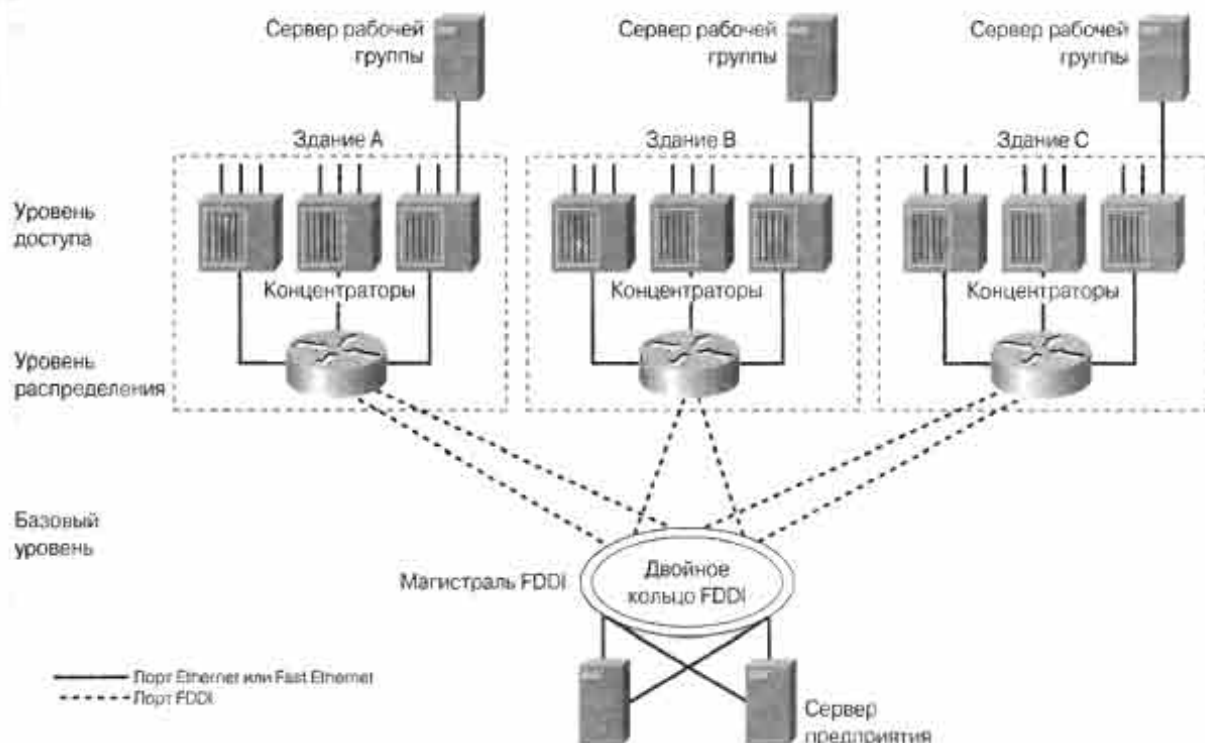 Сервер рабочей
группы
Сервер рабочей
группы
Сервер рабочей
группы
Здание А
Здание В
Здание С
Уровень
доступа
Концентраторы
Концентраторы
Концентраторы
Уровень
распределения
Базовый
уровень
Магистраль FDDI
Двойное
кольцо FDDI
Порт Ethernet или Fast Ethernet
Порт FDDI
Сервер
предприятия